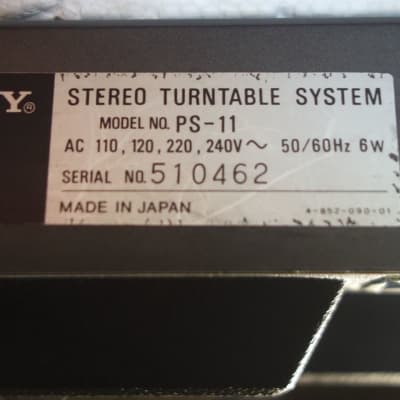 Y®
STEREO TURNTABLE SYSTEM
MODEL NO. PS-11
AC 110, 120, 220, 240V～ 50/60Hz 6W
SERIAL NO. 510462
MADE IN JAPAN 4-852-090-01